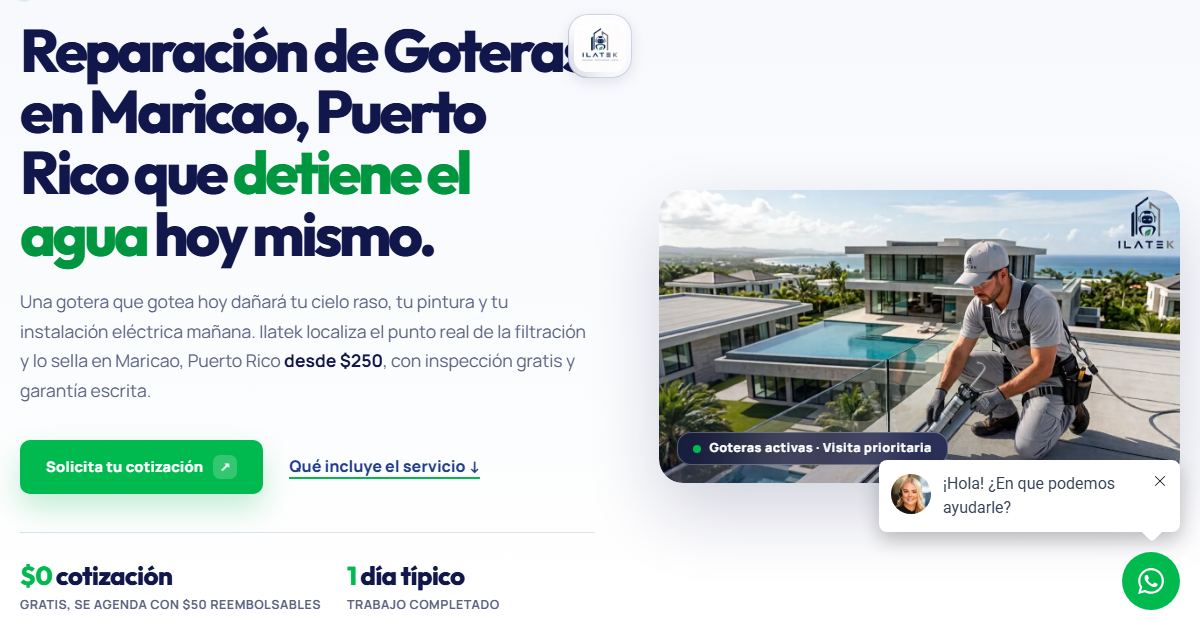 Reparación de Goteras
en Maricao, Puerto
Rico que detiene el
agua hoy mismo.
ILATEK
Una gotera que gotea hoy dañará tu cielo raso, tu pintura y tu
instalación eléctrica mañana. Ilatek localiza el punto real de la filtración
y lo sella en Maricao, Puerto Rico desde $250, con inspección gratis y
garantía escrita.
Solicita tu cotización ↗
Qué incluye el servicio ↓
$0 cotización
GRATIS, SE AGENDA CON $50 REEMBOLSABLES
1 día típico
TRABAJO COMPLETADO
ILATEK
Goteras activas · Visita prioritaria
¡Hola! ¿En que podemos
ayudarle?